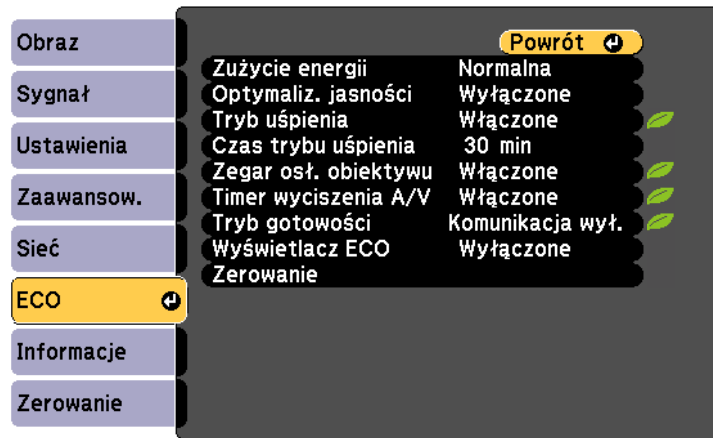 Obraz
Sygnał
Ustawienia
Zaawansow.
Sieć
ECO
Informacje
Zerowanie
Powrót
Zużycie energii Normalna
Optymaliz. jasności Wyłączone
Tryb uśpienia Włączone
Czas trybu uśpienia 30 min
Zegar osł. obiektywu Włączone
Timer wyciszenia A/V Włączone
Tryb gotowości Komunikacja wył.
Wyświetlacz ECO Wyłączone
Zerowanie